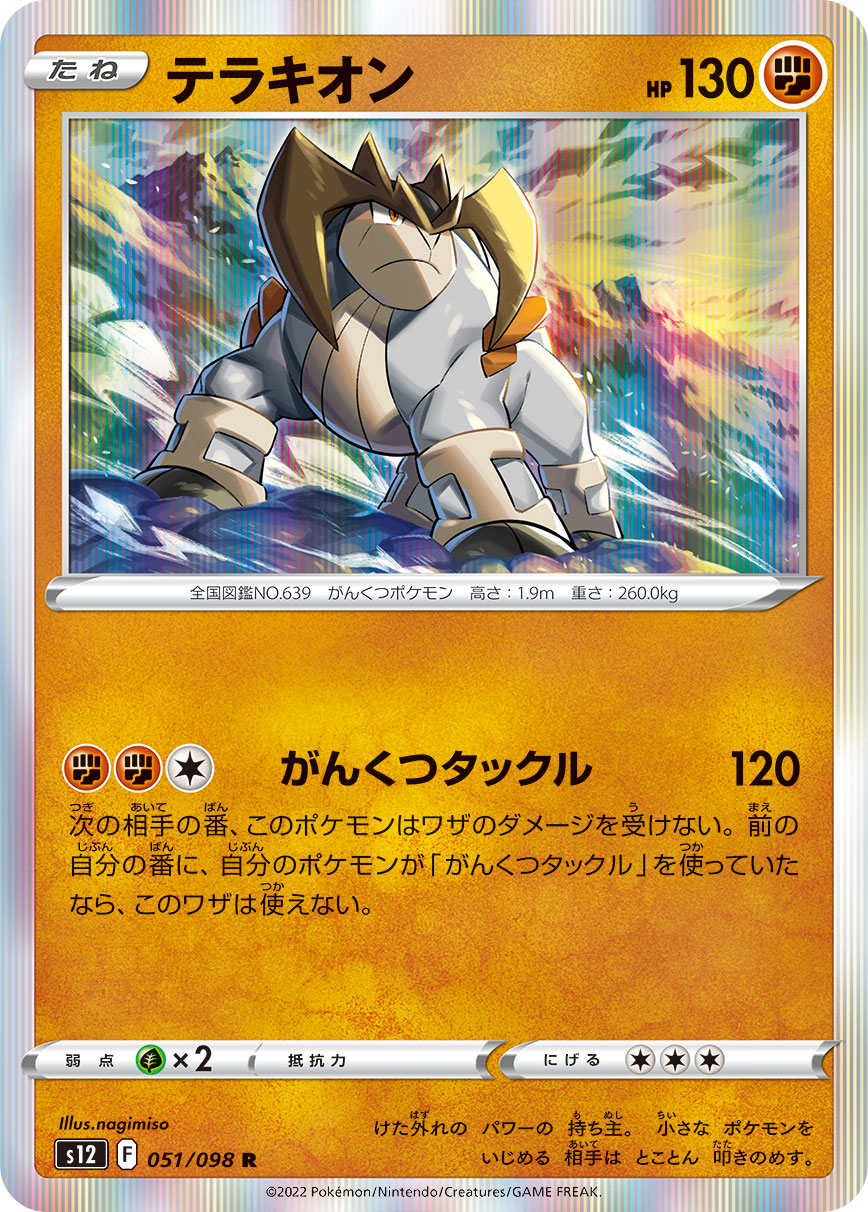 たね テラキオン HP 130
全国図鑑NO.639 がんくつポケモン 高さ：1.9m 重さ：260.0kg
がんくつタックル 120
次の相手の番、このポケモンはワザのダメージを受けない。前の
自分の番に、自分のポケモンが「がんくつタックル」を使っていた
なら、このワザは使えない。
弱点 ×2 抵抗力 にげる
Illus.nagimiso
けた外れの パワーの 持ち主。 小さな ポケモンを
いじめる 相手は とことん 叩きのめす。
s12 F 051/098 R
©2022 Pokémon/Nintendo/Creatures/GAME FREAK.